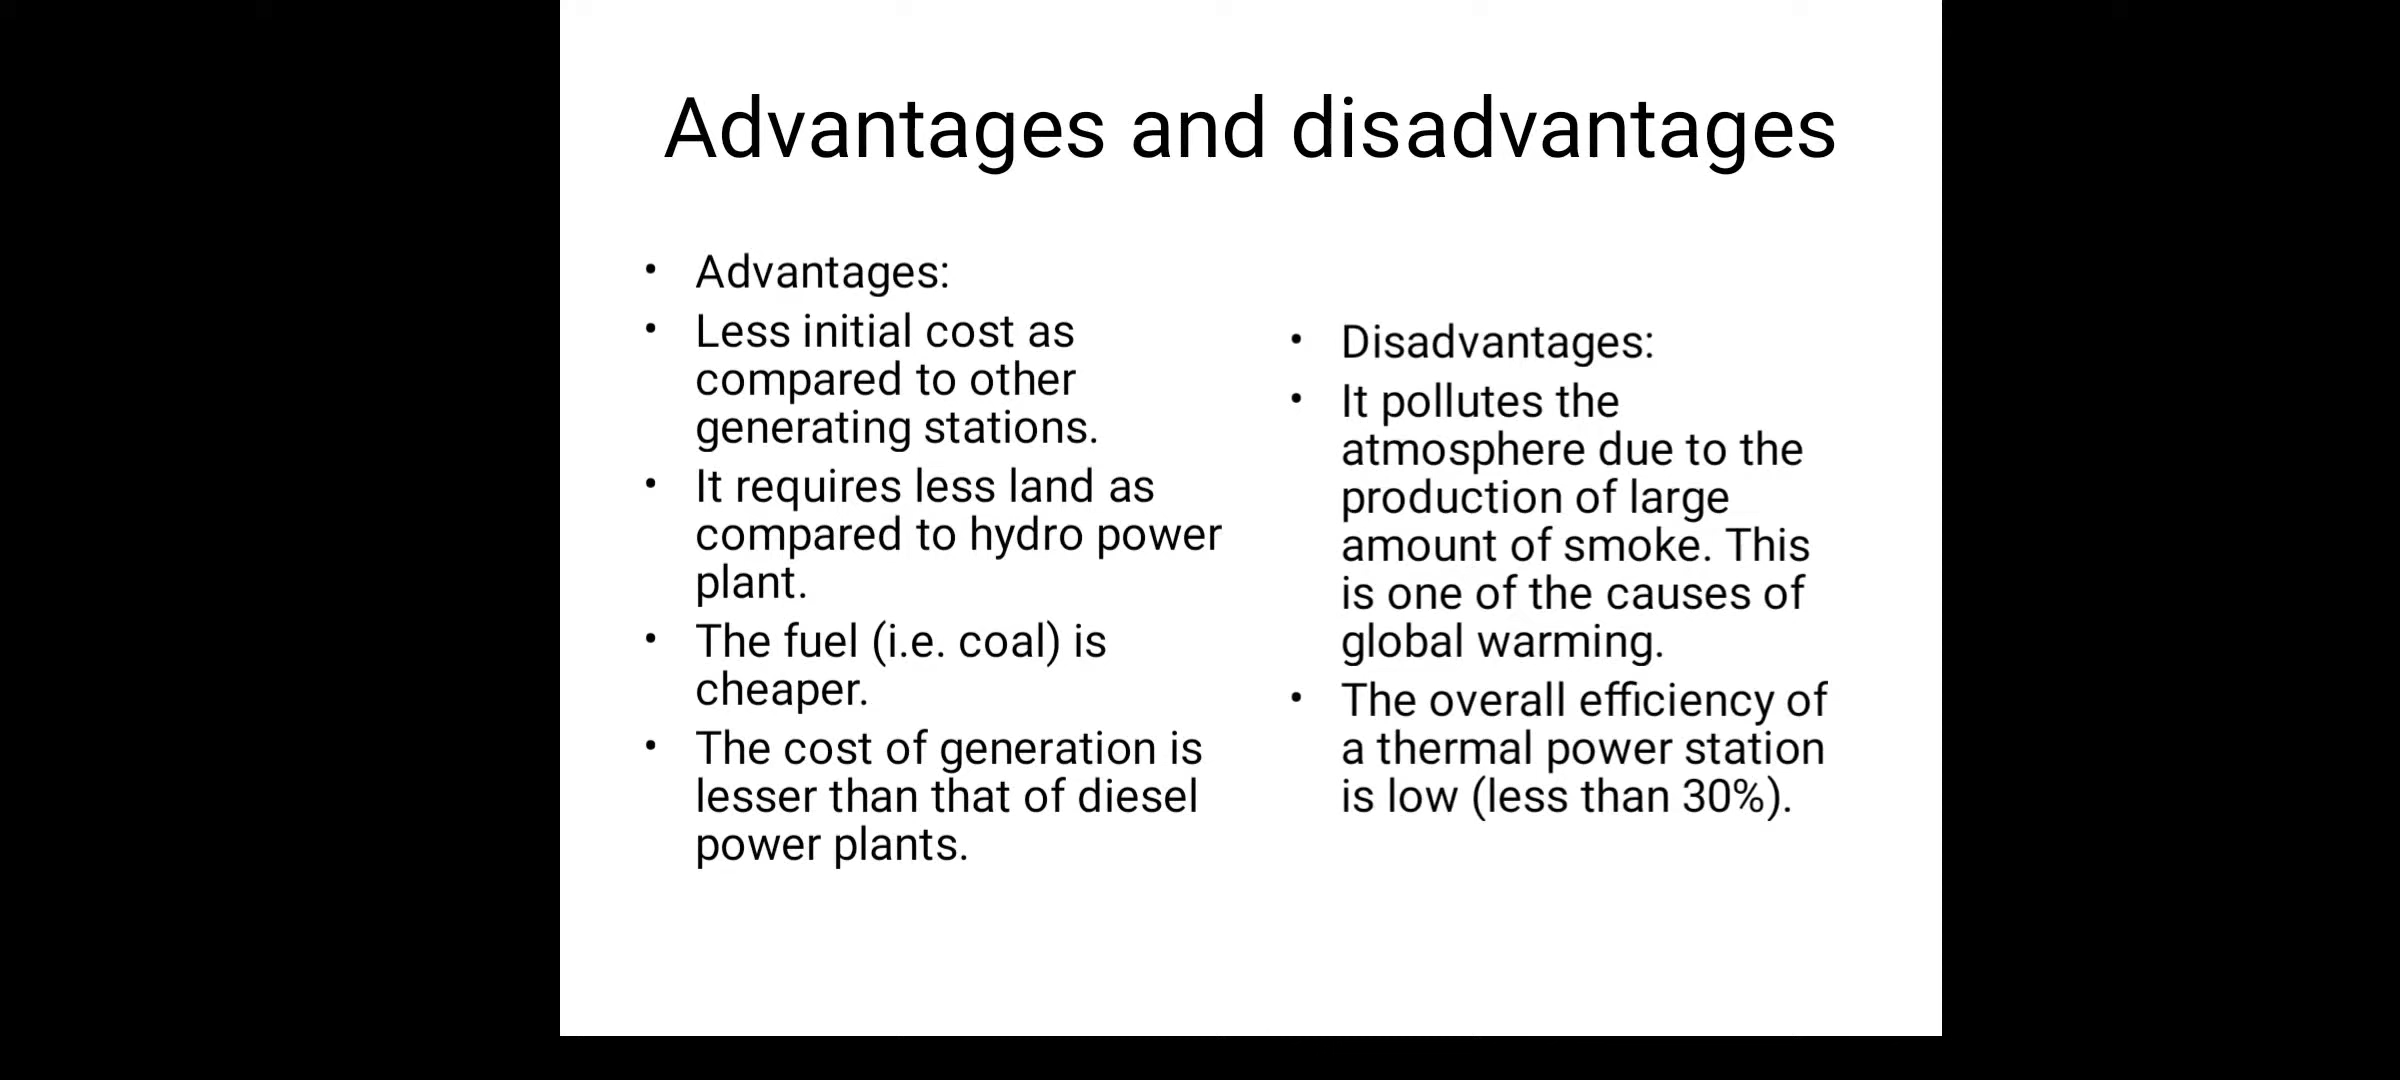 Advantages and disadvantages
• Advantages:
• Less initial cost as
compared to other
generating stations.
• It requires less land as
compared to hydro power
plant.
• The fuel (i.e. coal) is
cheaper.
• The cost of generation is
lesser than that of diesel
power plants.
• Disadvantages:
• It pollutes the
atmosphere due to the
production of large
amount of smoke. This
is one of the causes of
global warming.
• The overall efficiency of
a thermal power station
is low (less than 30%).